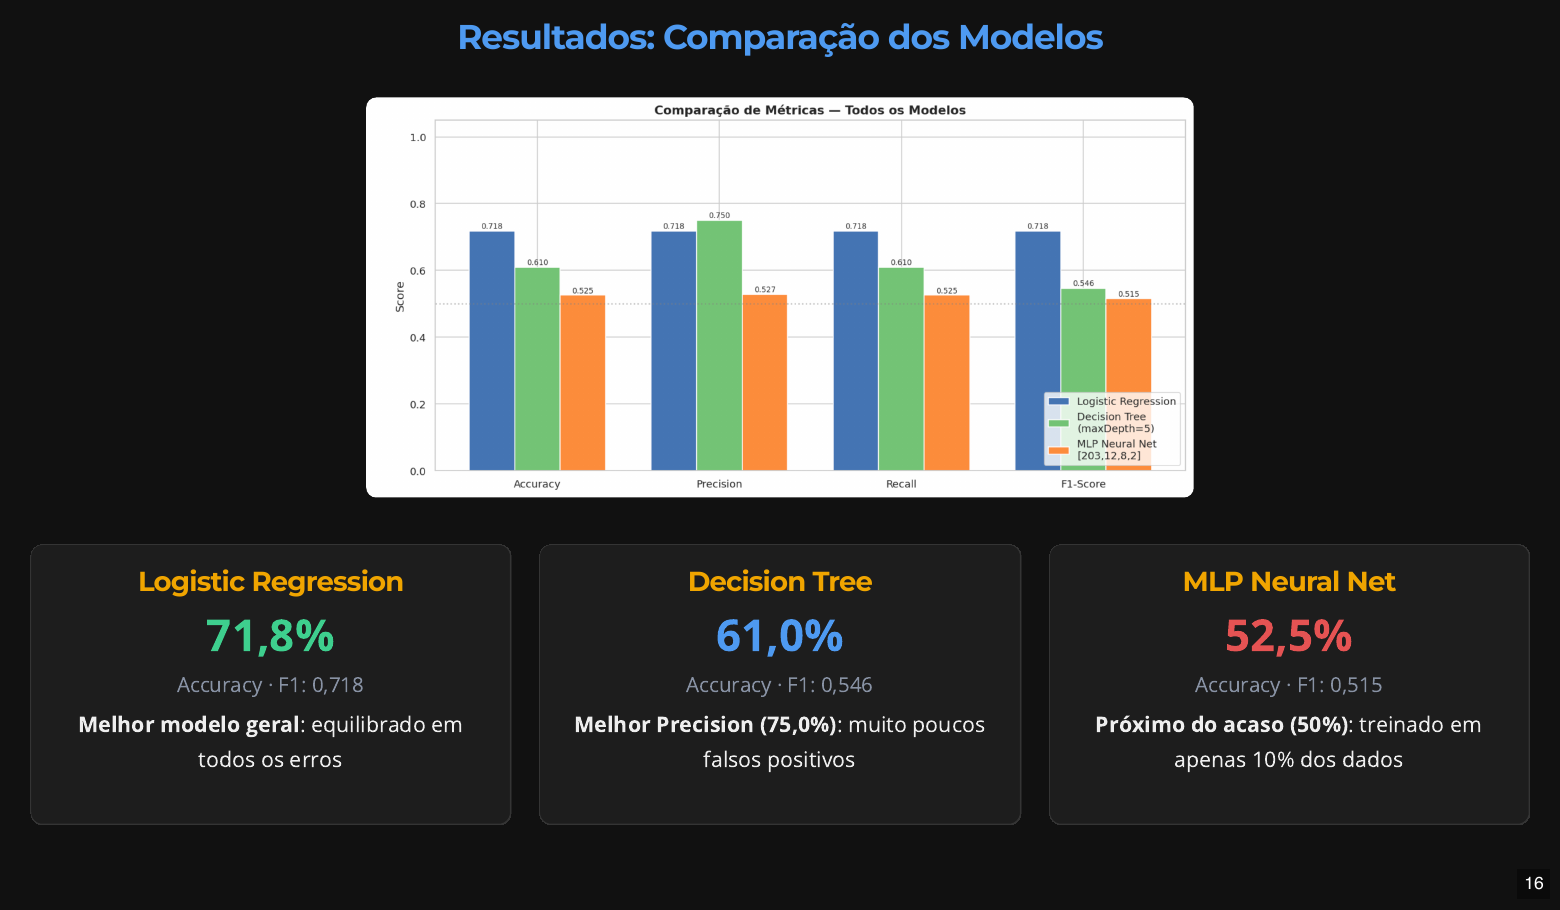 Resultados: Comparação dos Modelos
Comparação de Métricas — Todos os Modelos
1.0
0.8
0.6
0.4
0.2
0.0
Score
0.718
0.610
0.525
0.718
0.750
0.527
0.718
0.610
0.525
0.718
0.546
0.515
Accuracy
Precision
Recall
F1-Score
Logistic Regression
Decision Tree
(maxDepth=5)
MLP Neural Net
[203,12,8,2]
Logistic Regression
71,8%
Accuracy · F1: 0,718
Melhor modelo geral: equilibrado em
todos os erros
Decision Tree
61,0%
Accuracy · F1: 0,546
Melhor Precision (75,0%): muito poucos
falsos positivos
MLP Neural Net
52,5%
Accuracy · F1: 0,515
Próximo do acaso (50%): treinado em
apenas 10% dos dados
16